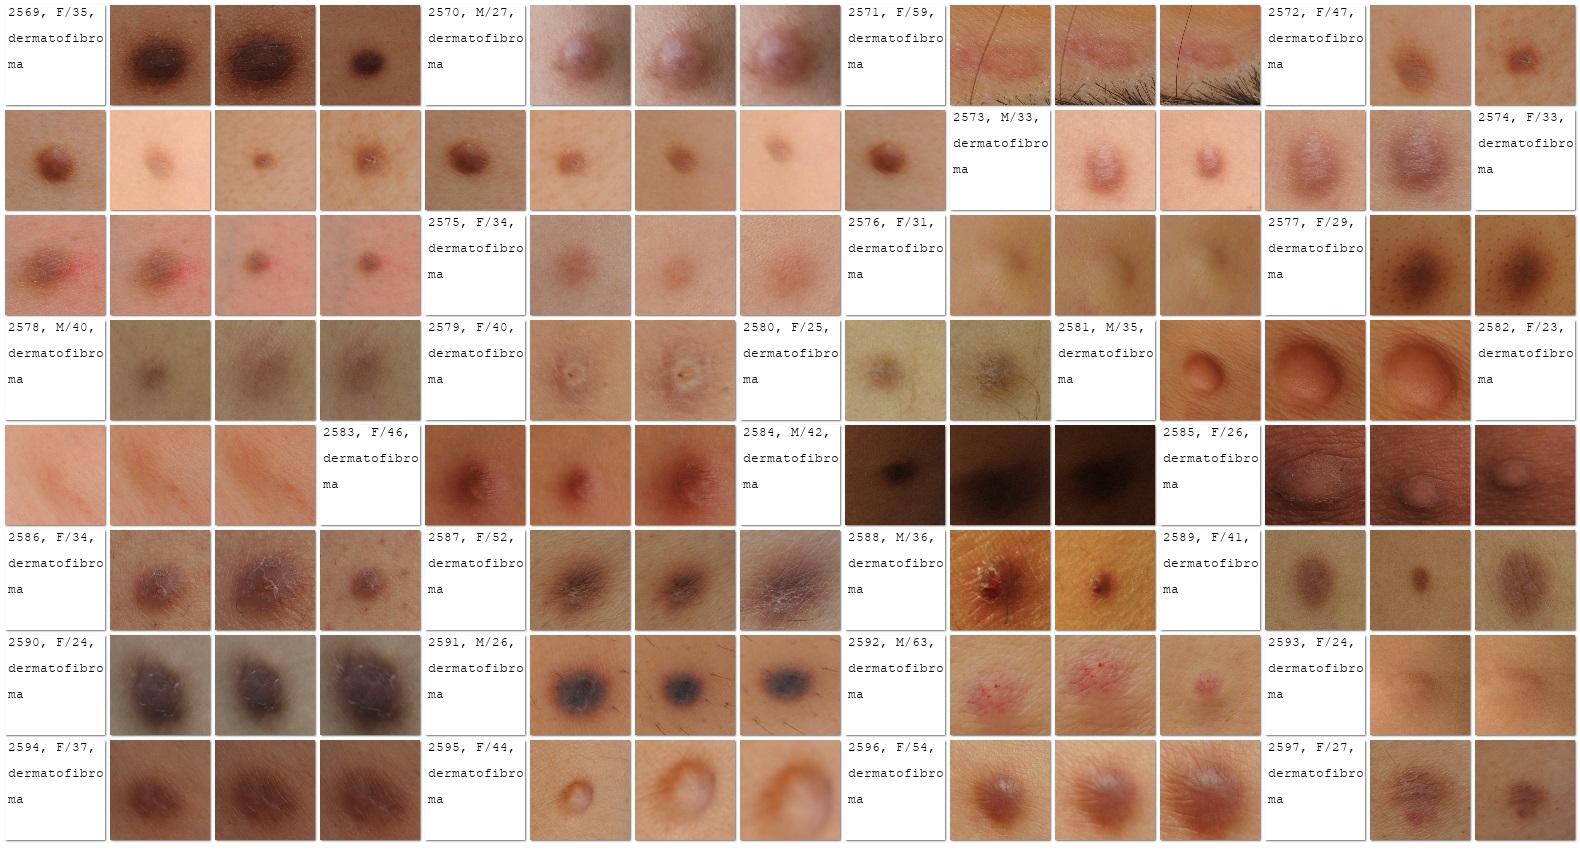 2569, F/35,
dermatofibro
ma
2570, M/27,
dermatofibro
ma
2571, F/59,
dermatofibro
ma
2572, F/47,
dermatofibro
ma
2573, M/33,
dermatofibro
ma
2574, F/33,
dermatofibro
ma
2575, F/34,
dermatofibro
ma
2576, F/31,
dermatofibro
ma
2577, F/29,
dermatofibro
ma
2578, M/40,
dermatofibro
ma
2579, F/40,
dermatofibro
ma
2580, F/25,
dermatofibro
ma
2581, M/35,
dermatofibro
ma
2582, F/23,
dermatofibro
ma
2583, F/46,
dermatofibro
ma
2584, M/42,
dermatofibro
ma
2585, F/26,
dermatofibro
ma
2586, F/34,
dermatofibro
ma
2587, F/52,
dermatofibro
ma
2588, M/36,
dermatofibro
ma
2589, F/41,
dermatofibro
ma
2590, F/24,
dermatofibro
ma
2591, M/26,
dermatofibro
ma
2592, M/63,
dermatofibro
ma
2593, F/24,
dermatofibro
ma
2594, F/37,
dermatofibro
ma
2595, F/44,
dermatofibro
ma
2596, F/54,
dermatofibro
ma
2597, F/27,
dermatofibro
ma